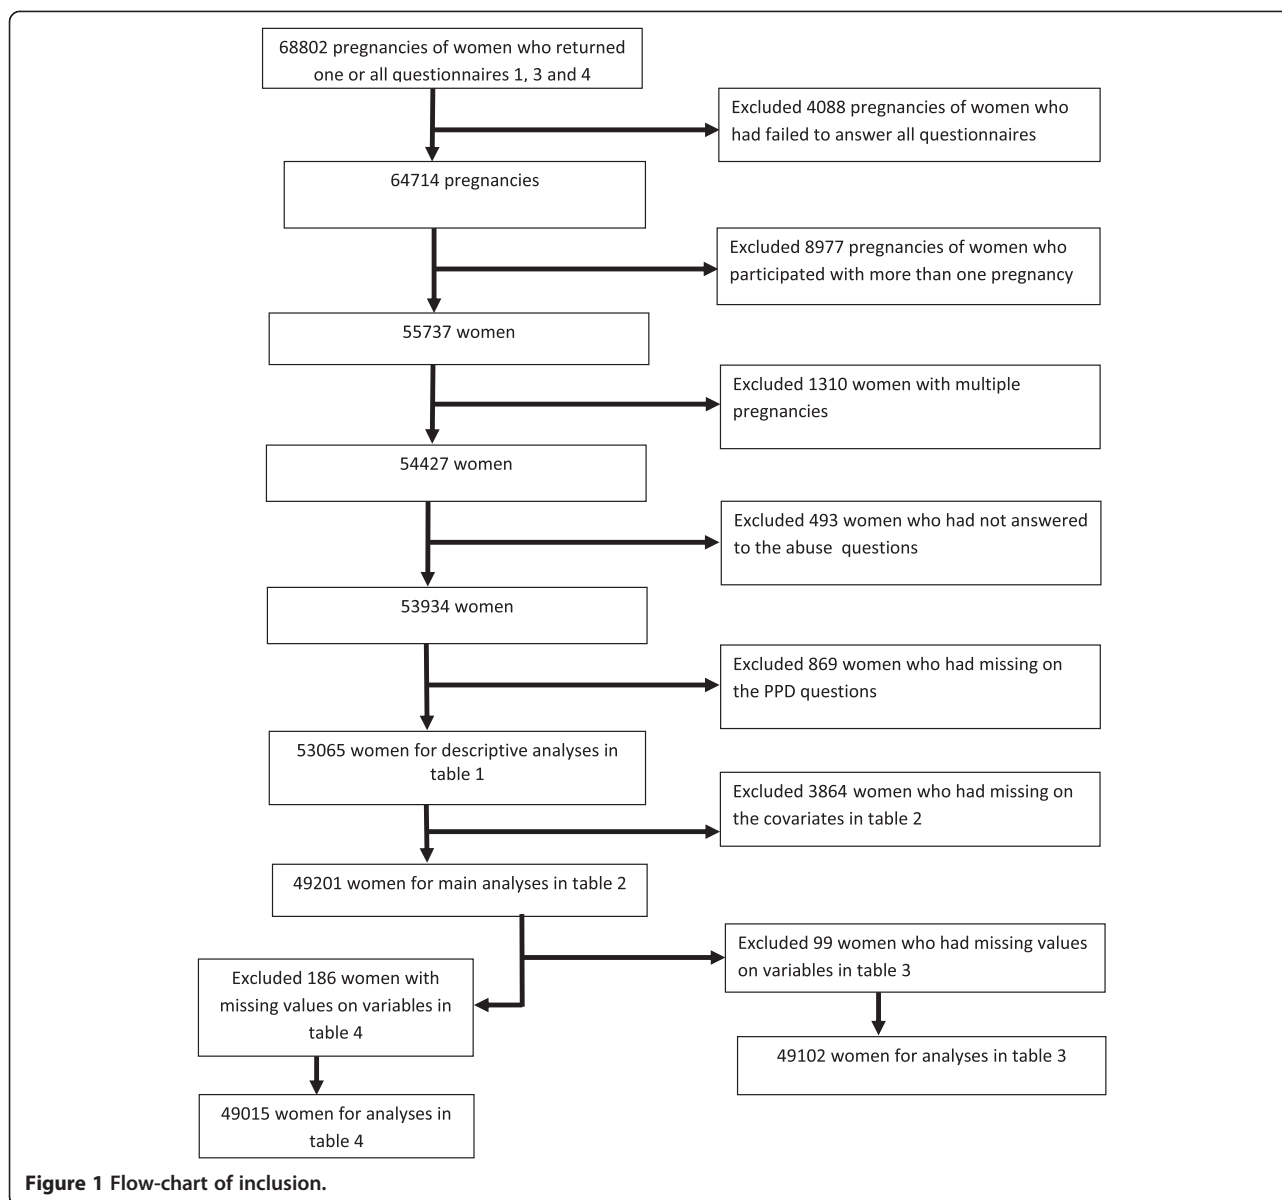 68802 pregnancies of women who returned
one or all questionnaires 1, 3 and 4
Excluded 4088 pregnancies of women who
had failed to answer all questionnaires
64714 pregnancies
Excluded 8977 pregnancies of women who
participated with more than one pregnancy
55737 women
Excluded 1310 women with multiple
pregnancies
54427 women
Excluded 493 women who had not answered
to the abuse  questions
53934 women
Excluded 869 women who had missing on
the PPD questions
53065 women for descriptive analyses in
table 1
Excluded 3864 women who had missing on
the covariates in table 2
49201 women for main analyses in table 2
Excluded 99 women who had missing values
on variables in table 3
Excluded 186 women with
missing values on variables in
table 4
49102 women for analyses in table 3
49015 women for analyses in
table 4
Figure 1 Flow-chart of inclusion.